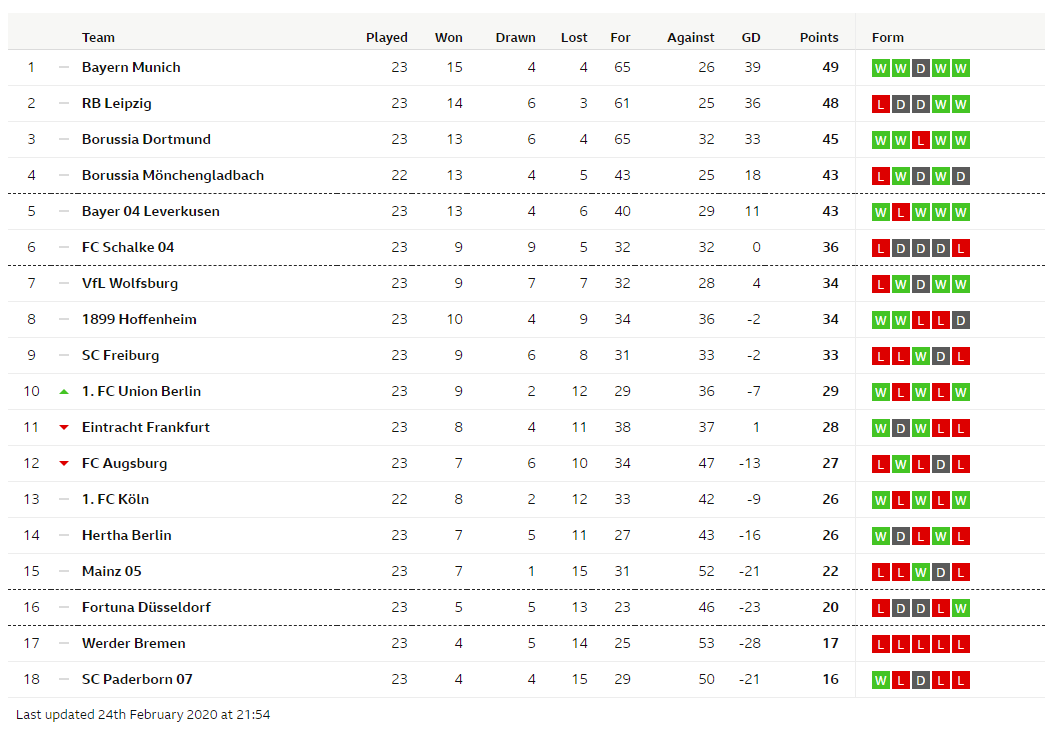 Team Played Won Drawn Lost For Against GD Points Form
1 Bayern Munich 23 15 4 4 65 26 39 49 W W D W W
2 RB Leipzig 23 14 6 3 61 25 36 48 L D D W W
3 Borussia Dortmund 23 13 6 4 65 32 33 45 W W L W W
4 Borussia Mönchengladbach 22 13 4 5 43 25 18 43 L W D W D
5 Bayer 04 Leverkusen 23 13 4 6 40 29 11 43 W L W W W
6 FC Schalke 04 23 9 9 5 32 32 0 36 L D D D L
7 VfL Wolfsburg 23 9 7 7 32 28 4 34 L W D W W
8 1899 Hoffenheim 23 10 4 9 34 36 -2 34 W W L L D
9 SC Freiburg 23 9 6 8 31 33 -2 33 L L W D L
10 1. FC Union Berlin 23 9 2 12 29 36 -7 29 W L W L W
11 Eintracht Frankfurt 23 8 4 11 38 37 1 28 W D W L L
12 FC Augsburg 23 7 6 10 34 47 -13 27 L W L D L
13 1. FC Köln 22 8 2 12 33 42 -9 26 W L W L W
14 Hertha Berlin 23 7 5 11 27 43 -16 26 W D L W L
15 Mainz 05 23 7 1 15 31 52 -21 22 L L W D L
16 Fortuna Düsseldorf 23 5 5 13 23 46 -23 20 L D D L W
17 Werder Bremen 23 4 5 14 25 53 -28 17 L L L L L
18 SC Paderborn 07 23 4 4 15 29 50 -21 16 W L D L L
Last updated 24th February 2020 at 21:54